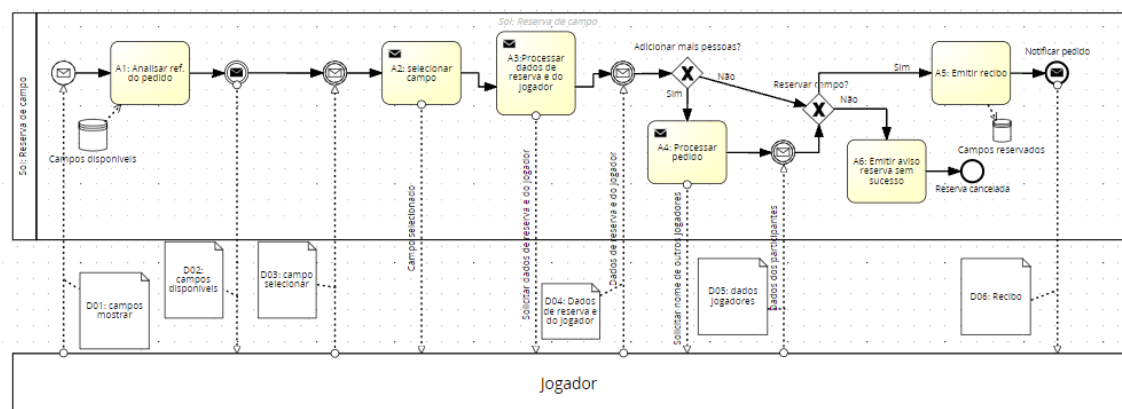 Sol: Reserva de campo
Sol: Reserva de campo
A1: Analisar ref.
do pedido
Campos disponíveis
A2: selecionar
campo
A3:Processar
dados de
reserva e do
jogador
Adicionar mais pessoas?
Não
Sim
A4: Processar
pedido
Reservar campo?
Sim
Não
A5: Emitir recibo
Notificar pedido
Campos reservados
A6: Emitir aviso
reserva sem
sucesso
Reserva cancelada
D01: campos
mostrar
D02:
campos
disponíveis
D03: campo
selecionar
Campo selecionado
Solicitar dados de reserva e do jogador
D04: Dados
de reserva e
do jogador
Dados de reserva e do jogador
Solicitar nome de outros jogadores
D05: dados
jogadores
Dados dos participantes
D06: Recibo
Jogador